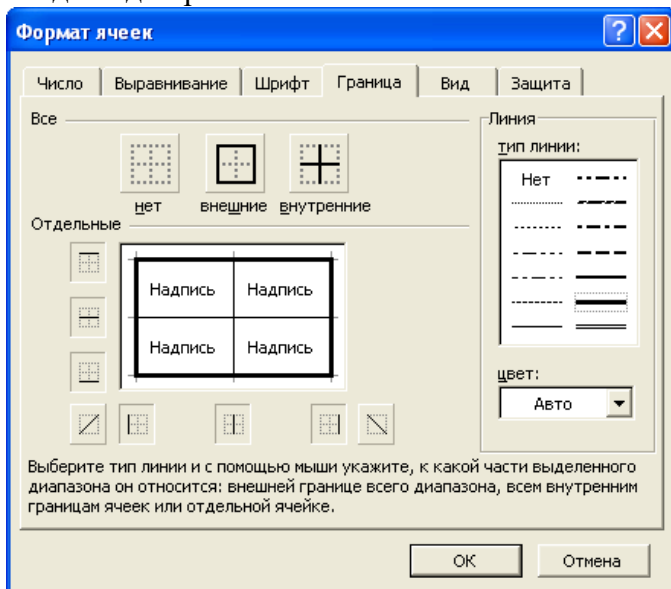 Формат ячеек
Число Выравнивание Шрифт Граница Вид Защита
Все
нет внешние внутренние
Отдельные
Надпись Надпись
Надпись Надпись
Линия
тип линии:
Нет
цвет:
Авто
Выберите тип линии и с помощью мыши укажите, к какой части выделенного
диапазона он относится: внешней границе всего диапазона, всем внутренним
границам ячеек или отдельной ячейке.
ОК Отмена